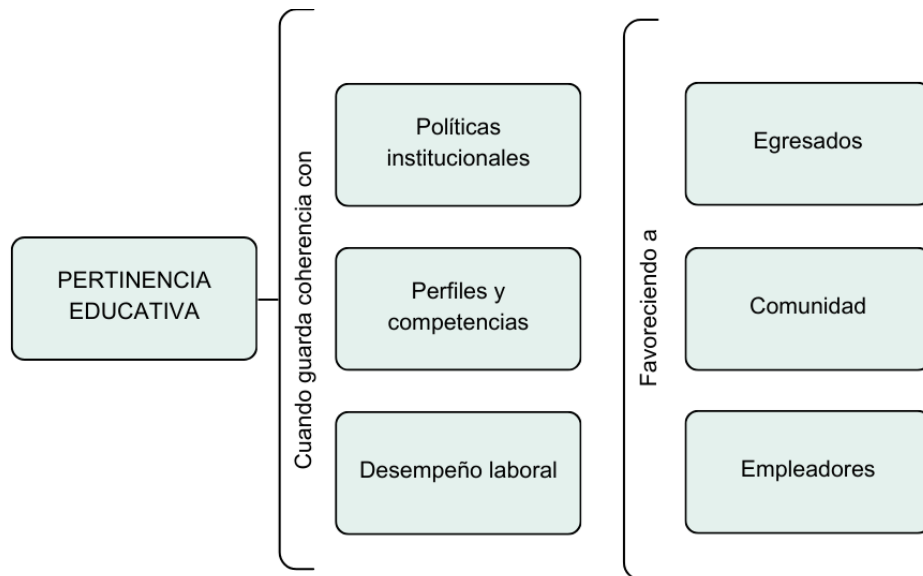 PERTINENCIA
EDUCATIVA
Cuando guarda coherencia con
Políticas
institucionales
Perfiles y
competencias
Desempeño laboral
Favoreciendo a
Egresados
Comunidad
Empleadores